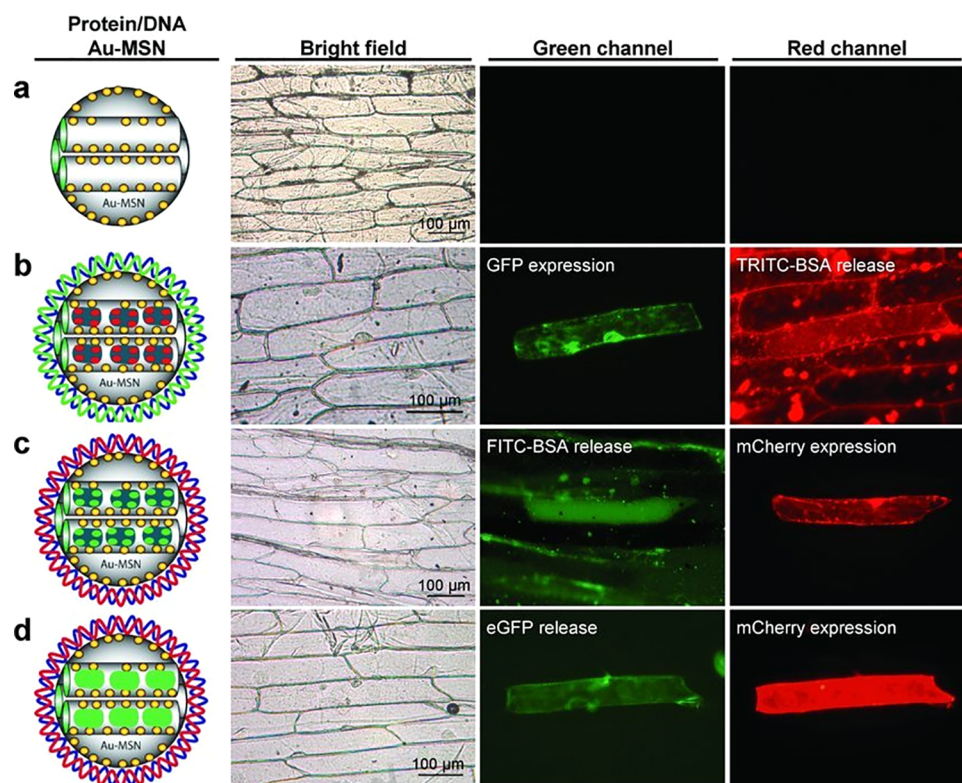 Protein/DNA
Au-MSN
Bright field
Green channel
Red channel
a
Au-MSN
100 µm
b
Au-MSN
100 µm
GFP expression
TRITC-BSA release
c
Au-MSN
100 µm
FITC-BSA release
mCherry expression
d
Au-MSN
100 µm
eGFP release
mCherry expression